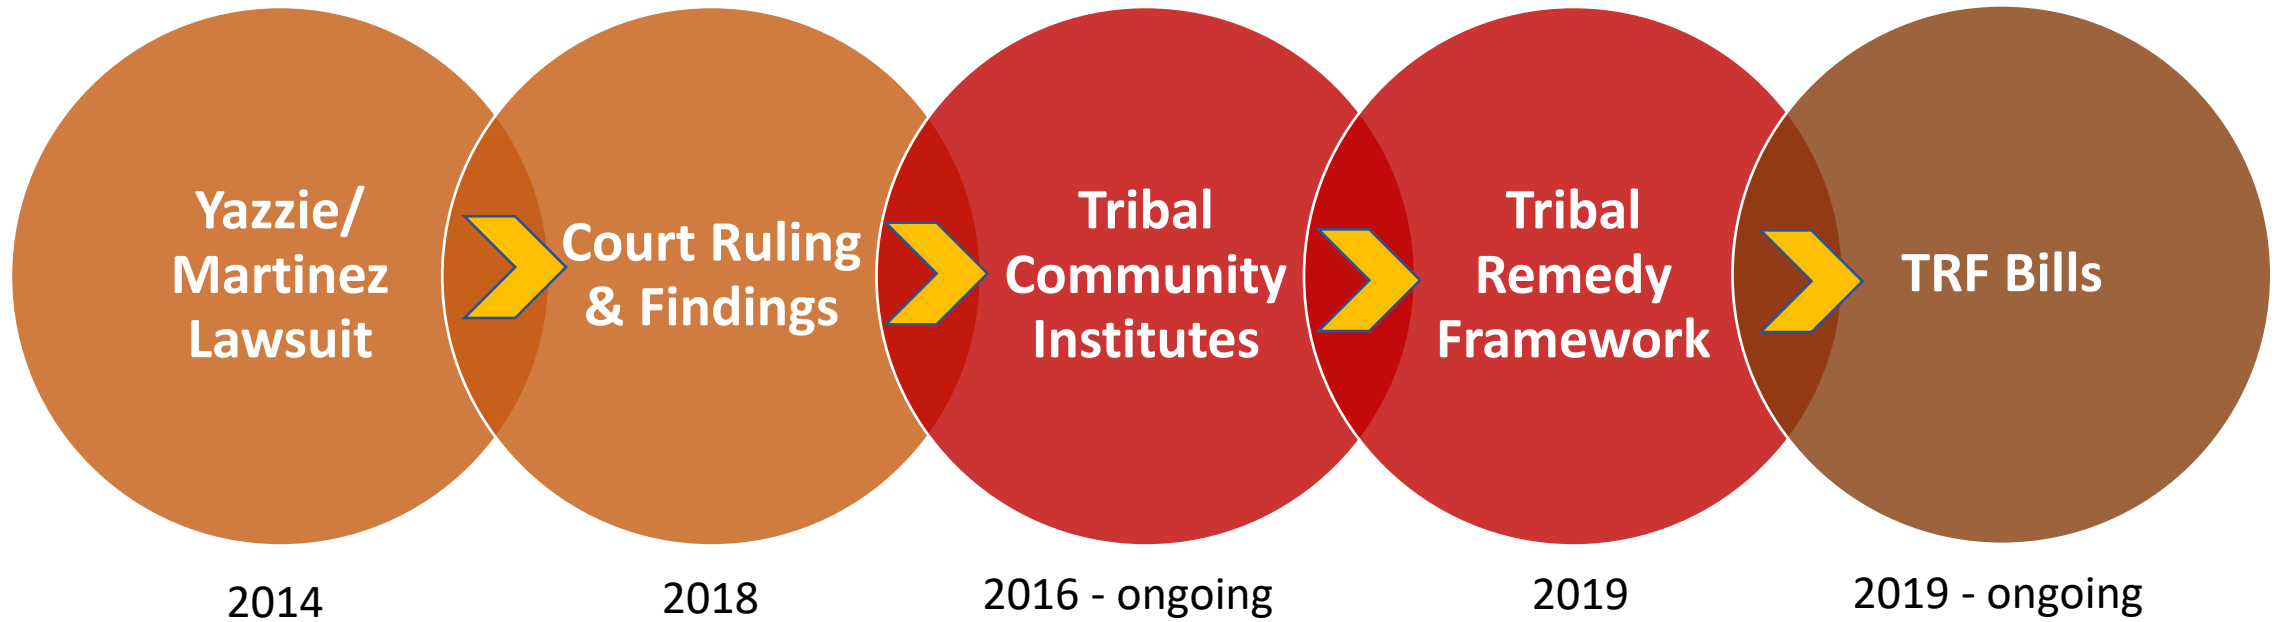 Yazzie/
Martinez
Lawsuit
Court Ruling
& Findings
Tribal
Community
Institutes
Tribal
Remedy
Framework
TRF Bills
2014
2018
2016 - ongoing
2019
2019 - ongoing